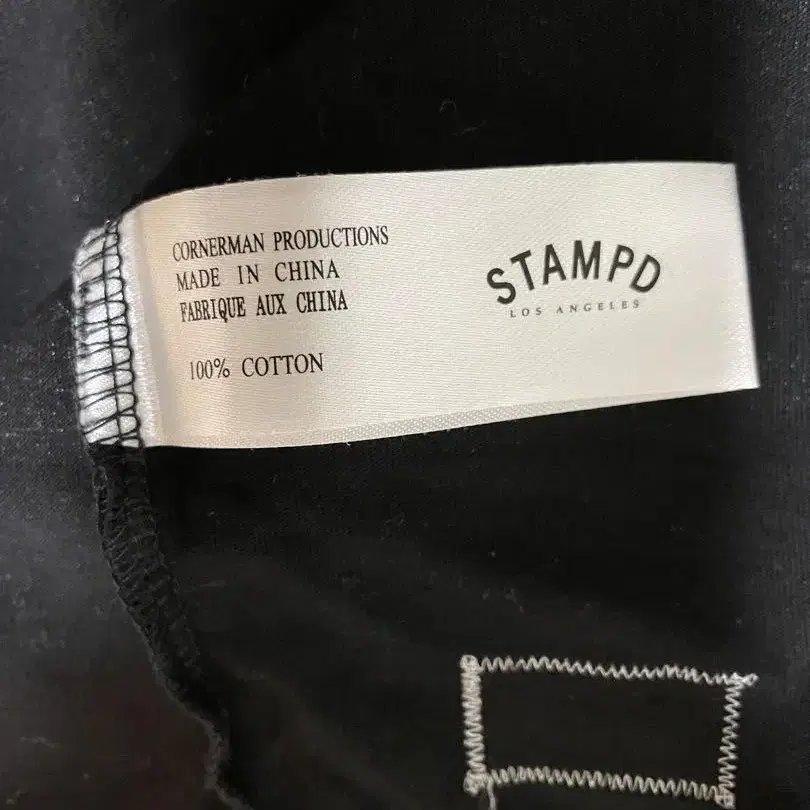 CORNERMAN PRODUCTIONS
MADE IN CHINA
FABRIQUE AUX CHINA
100% COTTON
STAMPD
LOS ANGELES